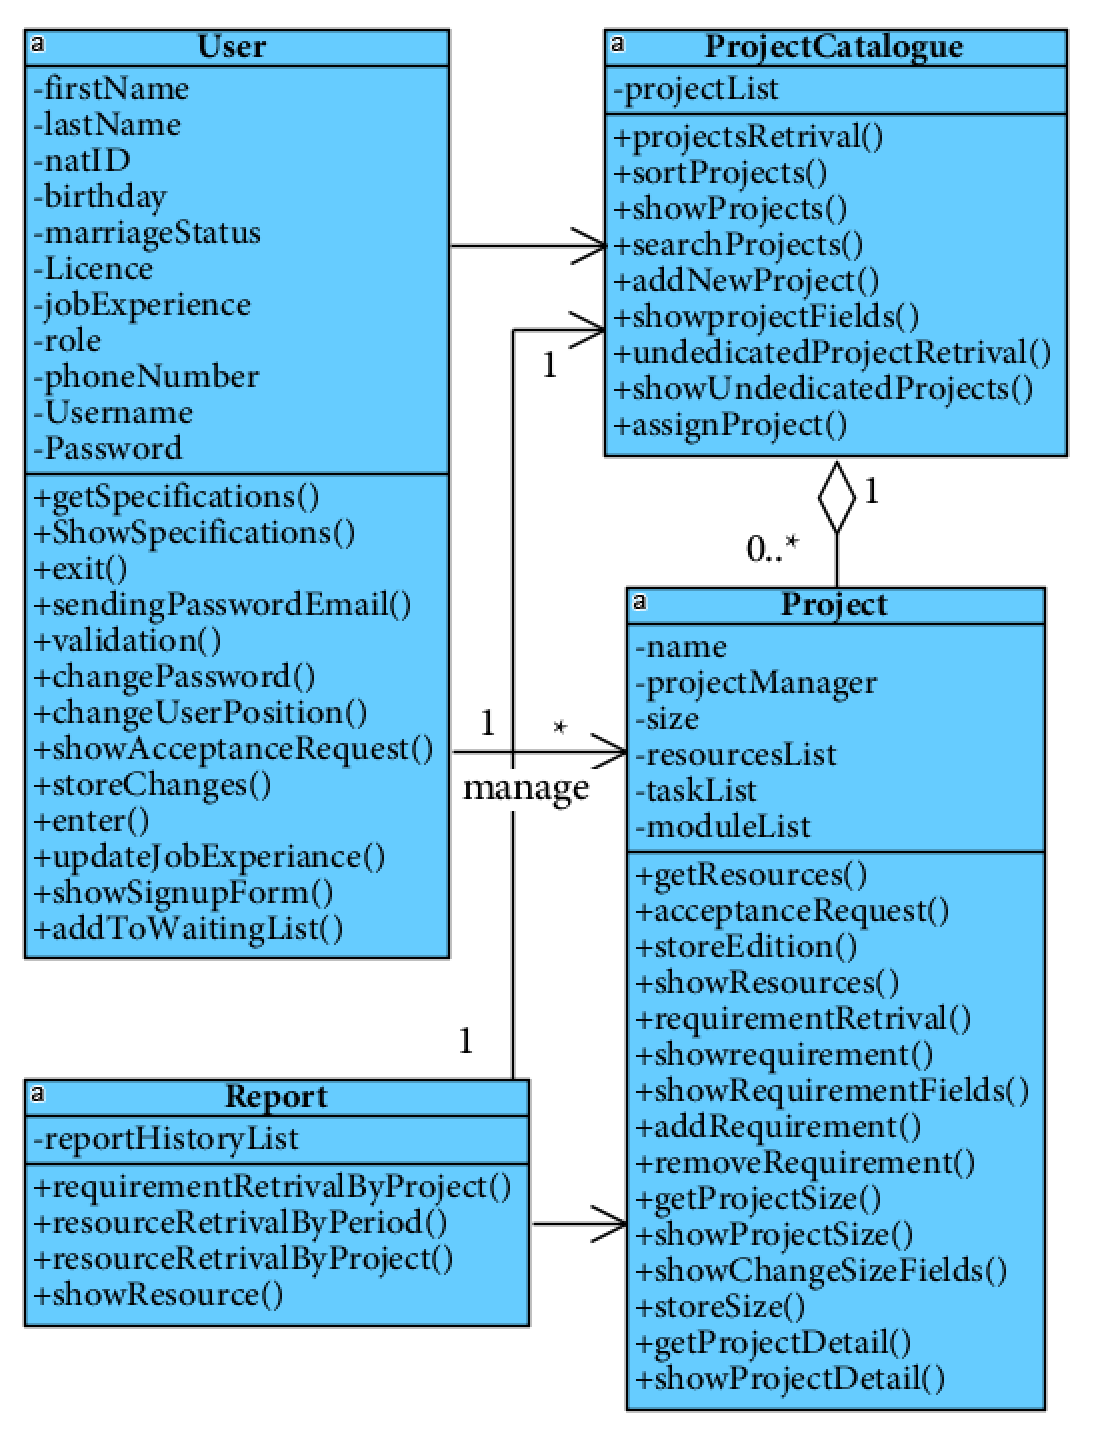 a
User
-firstName
-lastName
-natID
-birthday
-marriageStatus
-Licence
-jobExperience
-role
-phoneNumber
-Username
-Password
+getSpecifications()
+ShowSpecifications()
+exit()
+sendingPasswordEmail()
+validation()
+changePassword()
+changeUserPosition()
+showAcceptanceRequest()
+storeChanges()
+enter()
+updateJobExperiance()
+showSignupForm()
+addToWaitingList()
a
ProjectCatalogue
-projectList
+projectsRetrival()
+sortProjects()
+showProjects()
+searchProjects()
+addNewProject()
+showprojectFields()
+undedicatedProjectRetrival()
+showUndedicatedProjects()
+assignProject()
1
1
0..*
1 *
manage
1
a
Project
-name
-projectManager
-size
-resourcesList
-taskList
-moduleList
+getResources()
+acceptanceRequest()
+storeEdition()
+showResources()
+requirementRetrival()
+showrequirement()
+showRequirementFields()
+addRequirement()
+removeRequirement()
+getProjectSize()
+showProjectSize()
+showChangeSizeFields()
+storeSize()
+getProjectDetail()
+showProjectDetail()
a
Report
-reportHistoryList
+requirementRetrivalByProject()
+resourceRetrivalByPeriod()
+resourceRetrivalByProject()
+showResource()